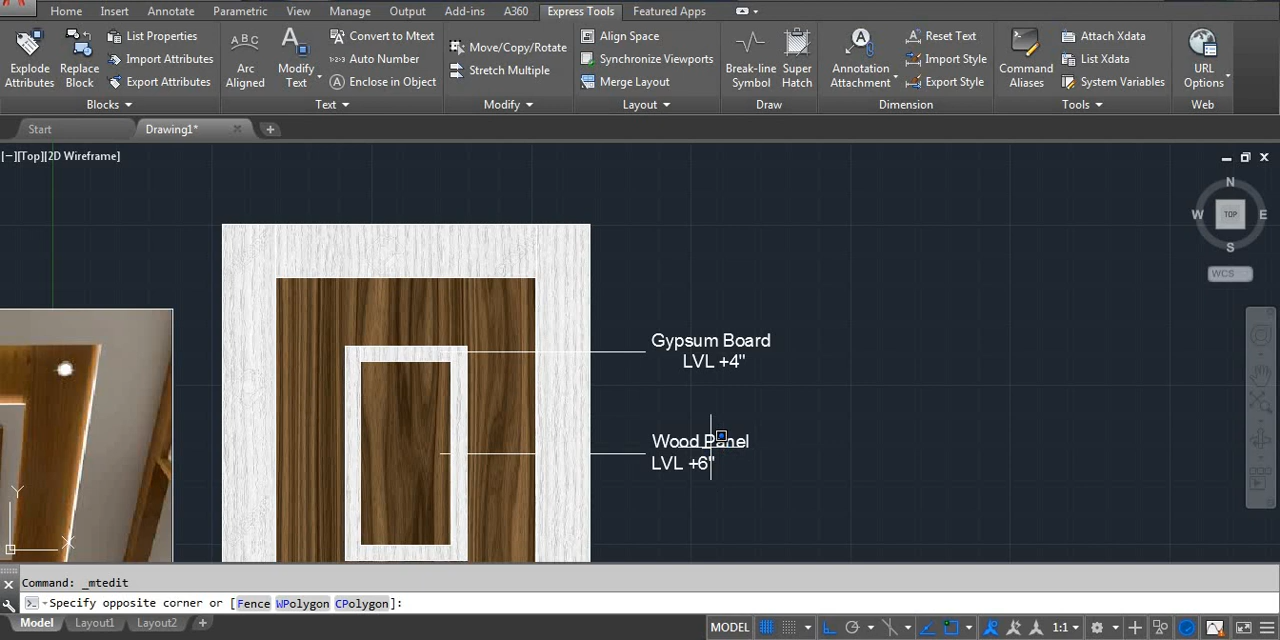 Home Insert Annotate Parametric View Manage Output Add-ins A360 Express Tools Featured Apps
Explode Attributes
Replace Block
List Properties
Import Attributes
Export Attributes
Blocks
Arc Aligned
Modify Text
Convert to Mtext
Auto Number
Enclose in Object
Text
Move/Copy/Rotate
Stretch Multiple
Modify
Align Space
Synchronize Viewports
Merge Layout
Layout
Break-line Symbol
Super Hatch
Draw
Annotation Attachment
Reset Text
Import Style
Export Style
Dimension
Command Aliases
Attach Xdata
List Xdata
System Variables
Tools
URL Options
Web
Start Drawing1*
[−][Top][2D Wireframe]
N
W TOP E
S
WCS
Gypsum Board
LVL +4"
Wood Panel
LVL +6"
Y
X
Command: _mtedit
Specify opposite corner or [Fence WPolygon CPolygon]:
Model Layout1 Layout2 +
MODEL 1:1